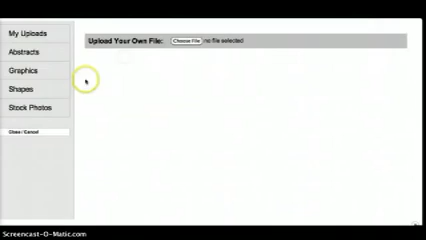 My Uploads
Upload Your Own File: Choose File no file selected
Abstracts
Graphics
Shapes
Stock Photos
Close / Cancel
Screencast-O-Matic.com